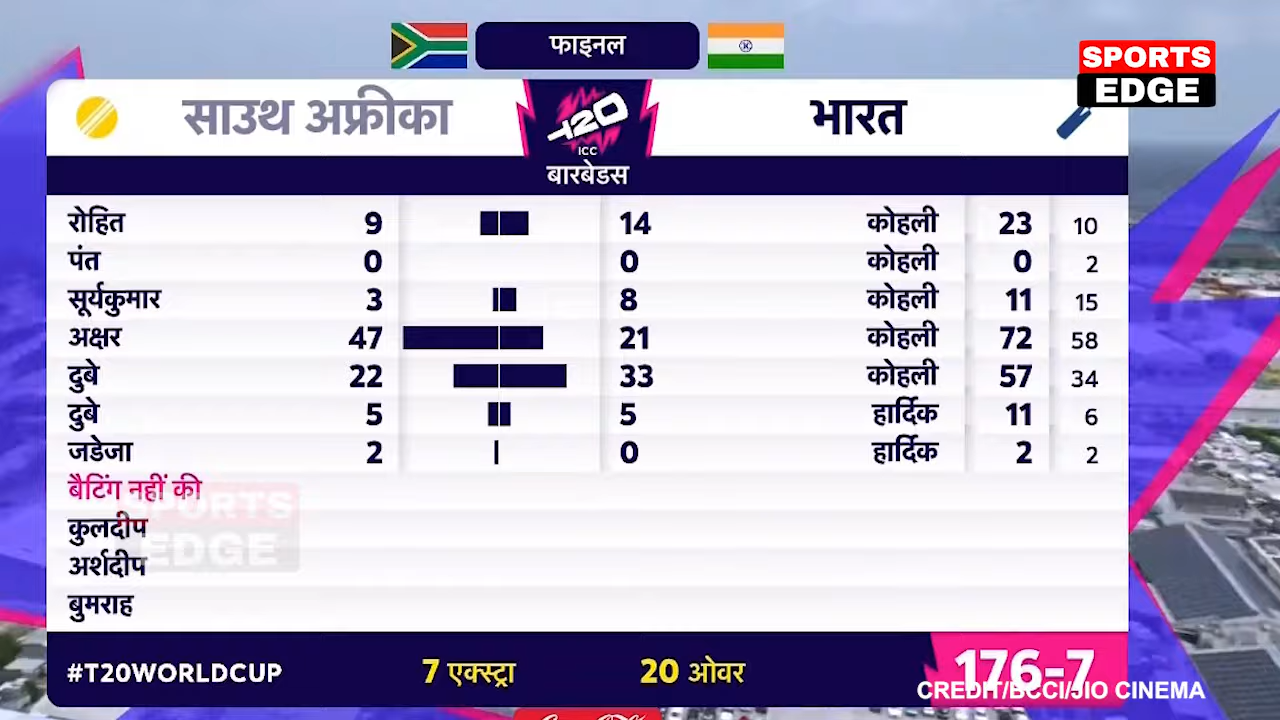 फाइनल
SPORTS
EDGE
साउथ अफ्रीका
T20
ICC
भारत
बारबेडस
रोहित 9 14 कोहली 23 10
पंत 0 0 कोहली 0 2
सूर्यकुमार 3 8 कोहली 11 15
अक्षर 47 21 कोहली 72 58
दुबे 22 33 कोहली 57 34
दुबे 5 5 हार्दिक 11 6
जडेजा 2 0 हार्दिक 2 2
बैटिंग नहीं की
SPORTS
EDGE
कुलदीप
अर्शदीप
बुमराह
#T20WORLDCUP 7 एक्स्ट्रा 20 ओवर 176-7
CREDIT/BCCI/JIO CINEMA